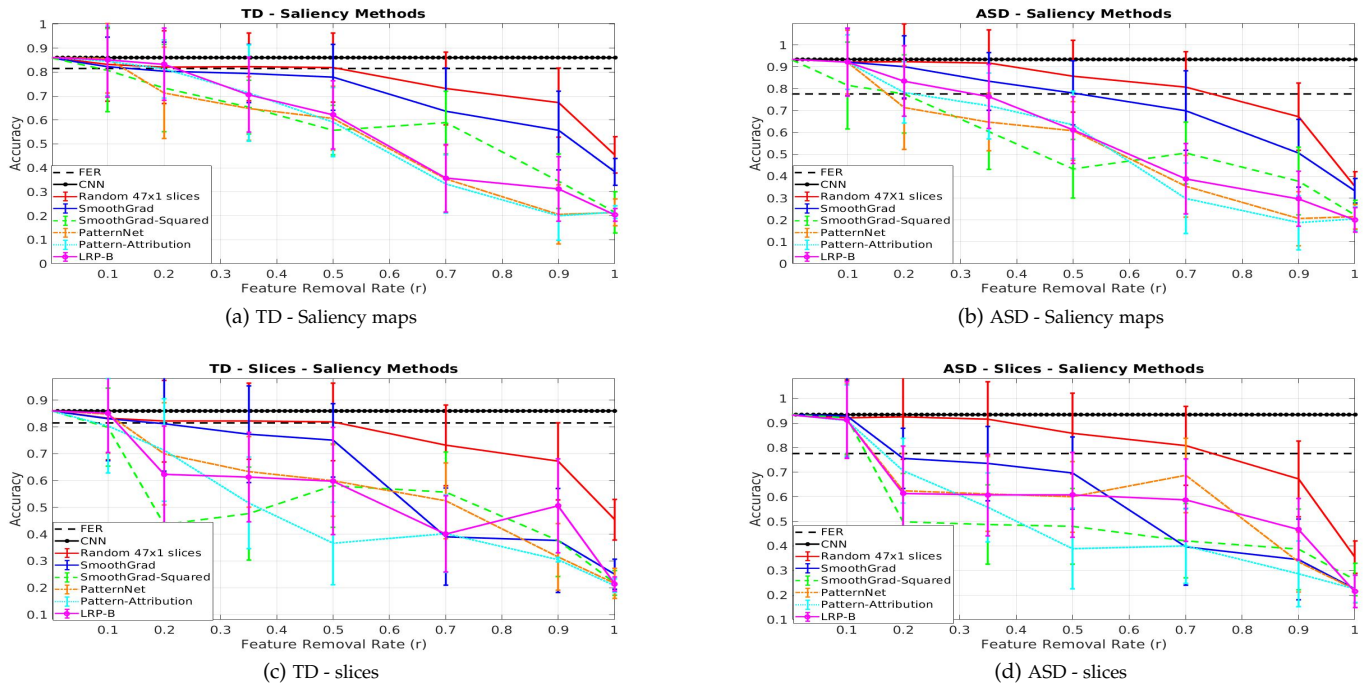 TD - Saliency Methods
Accuracy
1
0.9
0.8
0.7
0.6
0.5
0.4
0.3
0.2
0.1
0
FER
CNN
Random 47x1 slices
SmoothGrad
SmoothGrad-Squared
PatternNet
Pattern-Attribution
LRP-B
0.1 0.2 0.3 0.4 0.5 0.6 0.7 0.8 0.9 1
Feature Removal Rate (r)
(a) TD - Saliency maps
ASD - Saliency Methods
Accuracy
1
0.9
0.8
0.7
0.6
0.5
0.4
0.3
0.2
0.1
0
FER
CNN
Random 47X1 slices
SmoothGrad
SmoothGrad-Squared
PatternNet
Pattern-Attribution
LRP-B
0.1 0.2 0.3 0.4 0.5 0.6 0.7 0.8 0.9 1
Feature Removal Rate (r)
(b) ASD - Saliency maps
TD - Slices - Saliency Methods
Accuracy
0.9
0.8
0.7
0.6
0.5
0.4
0.3
0.2
0.1
FER
CNN
Random 47x1 slices
SmoothGrad
SmoothGrad-Squared
PatternNet
Pattern-Attribution
LRP-B
0.1 0.2 0.3 0.4 0.5 0.6 0.7 0.8 0.9 1
Feature Removal Rate (r)
(c) TD - slices
ASD - Slices - Saliency Methods
Accuracy
1
0.9
0.8
0.7
0.6
0.5
0.4
0.3
0.2
0.1
FER
CNN
Random 47x1 slices
SmoothGrad
SmoothGrad-Squared
PatternNet
Pattern-Attribution
LRP-B
0.1 0.2 0.3 0.4 0.5 0.6 0.7 0.8 0.9 1
Feature Removal Rate (r)
(d) ASD - slices